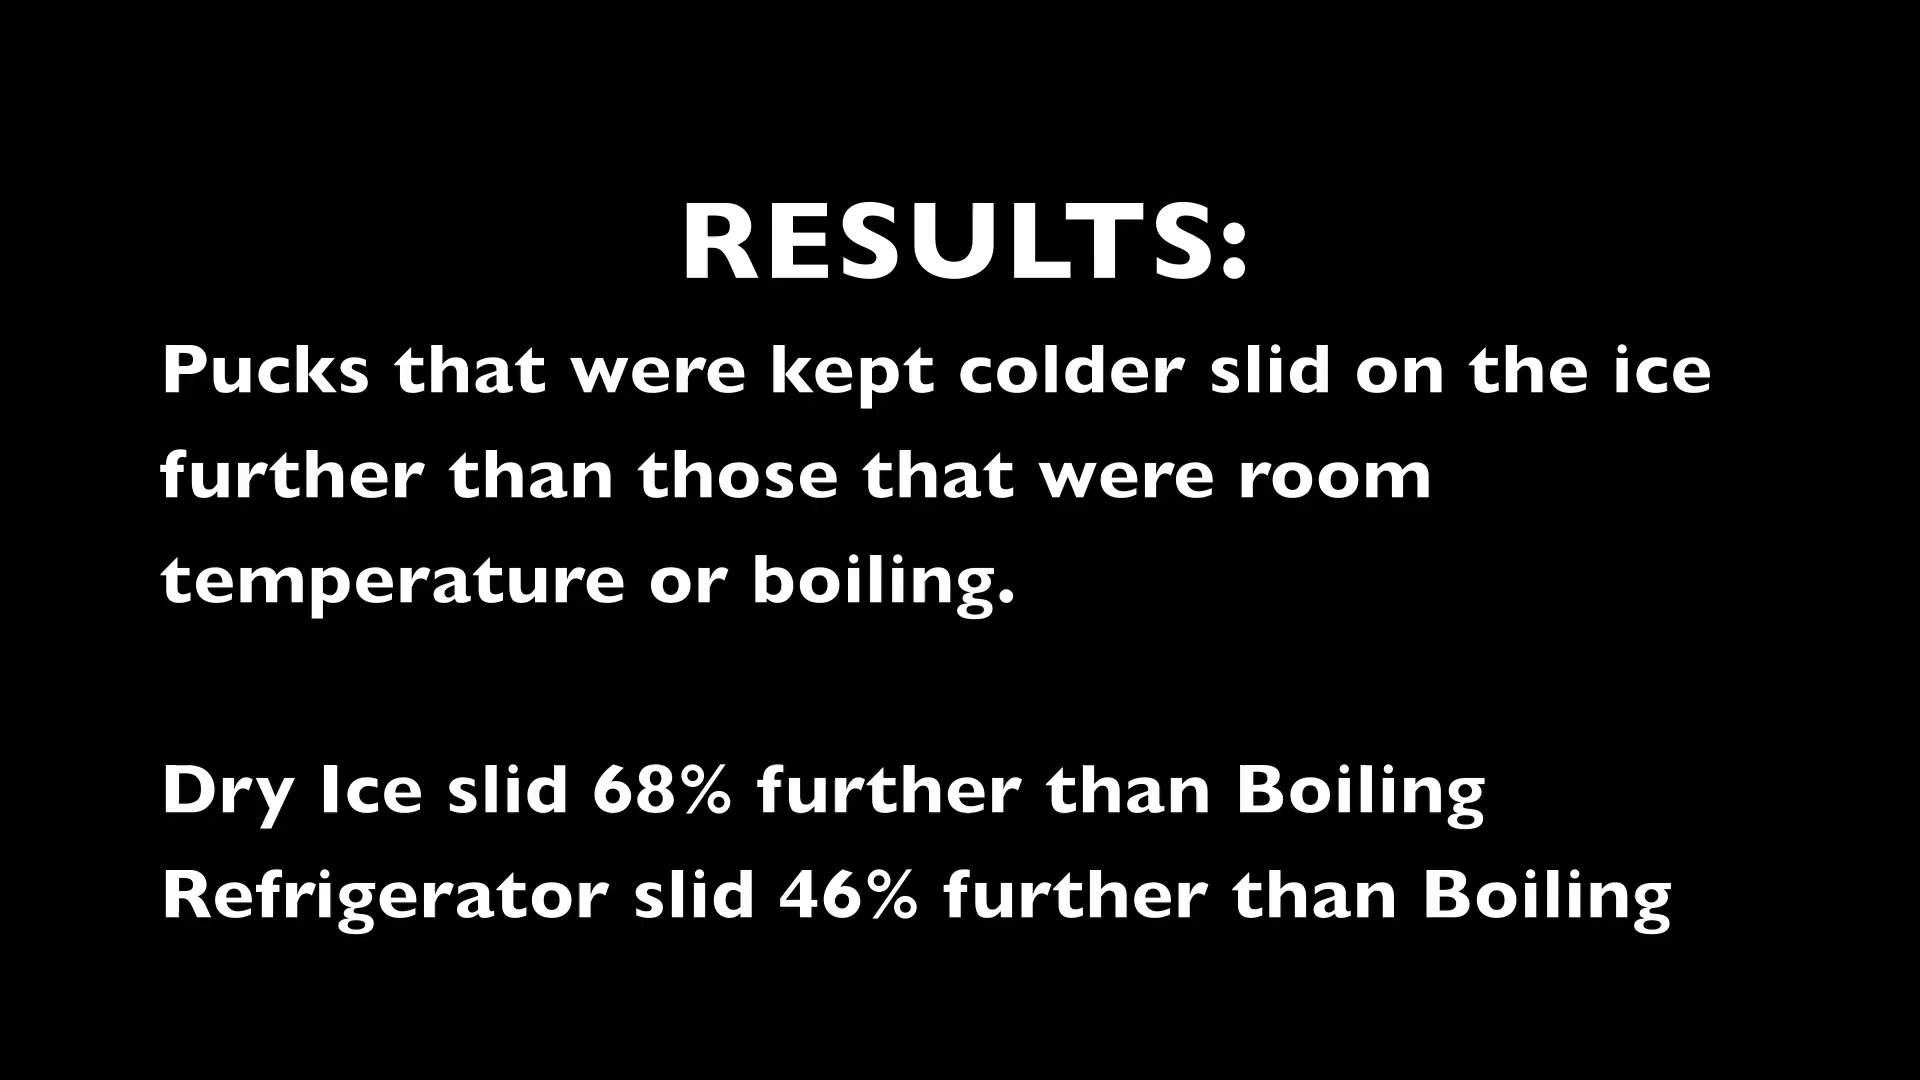 RESULTS:
Pucks that were kept colder slid on the ice
further than those that were room
temperature or boiling.
Dry Ice slid 68% further than Boiling
Refrigerator slid 46% further than Boiling